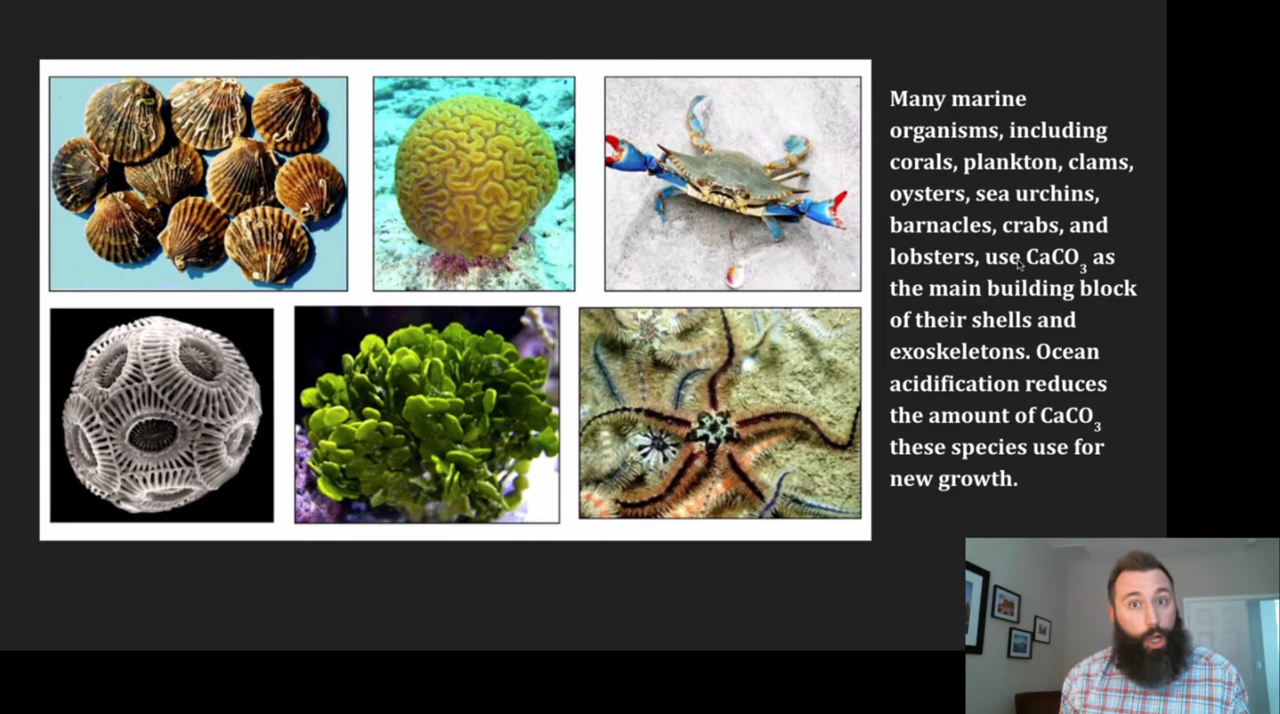 Many marine
organisms, including
corals, plankton, clams,
oysters, sea urchins,
barnacles, crabs, and
lobsters, use CaCO₃ as
the main building block
of their shells and
exoskeletons. Ocean
acidification reduces
the amount of CaCO₃
these species use for
new growth.